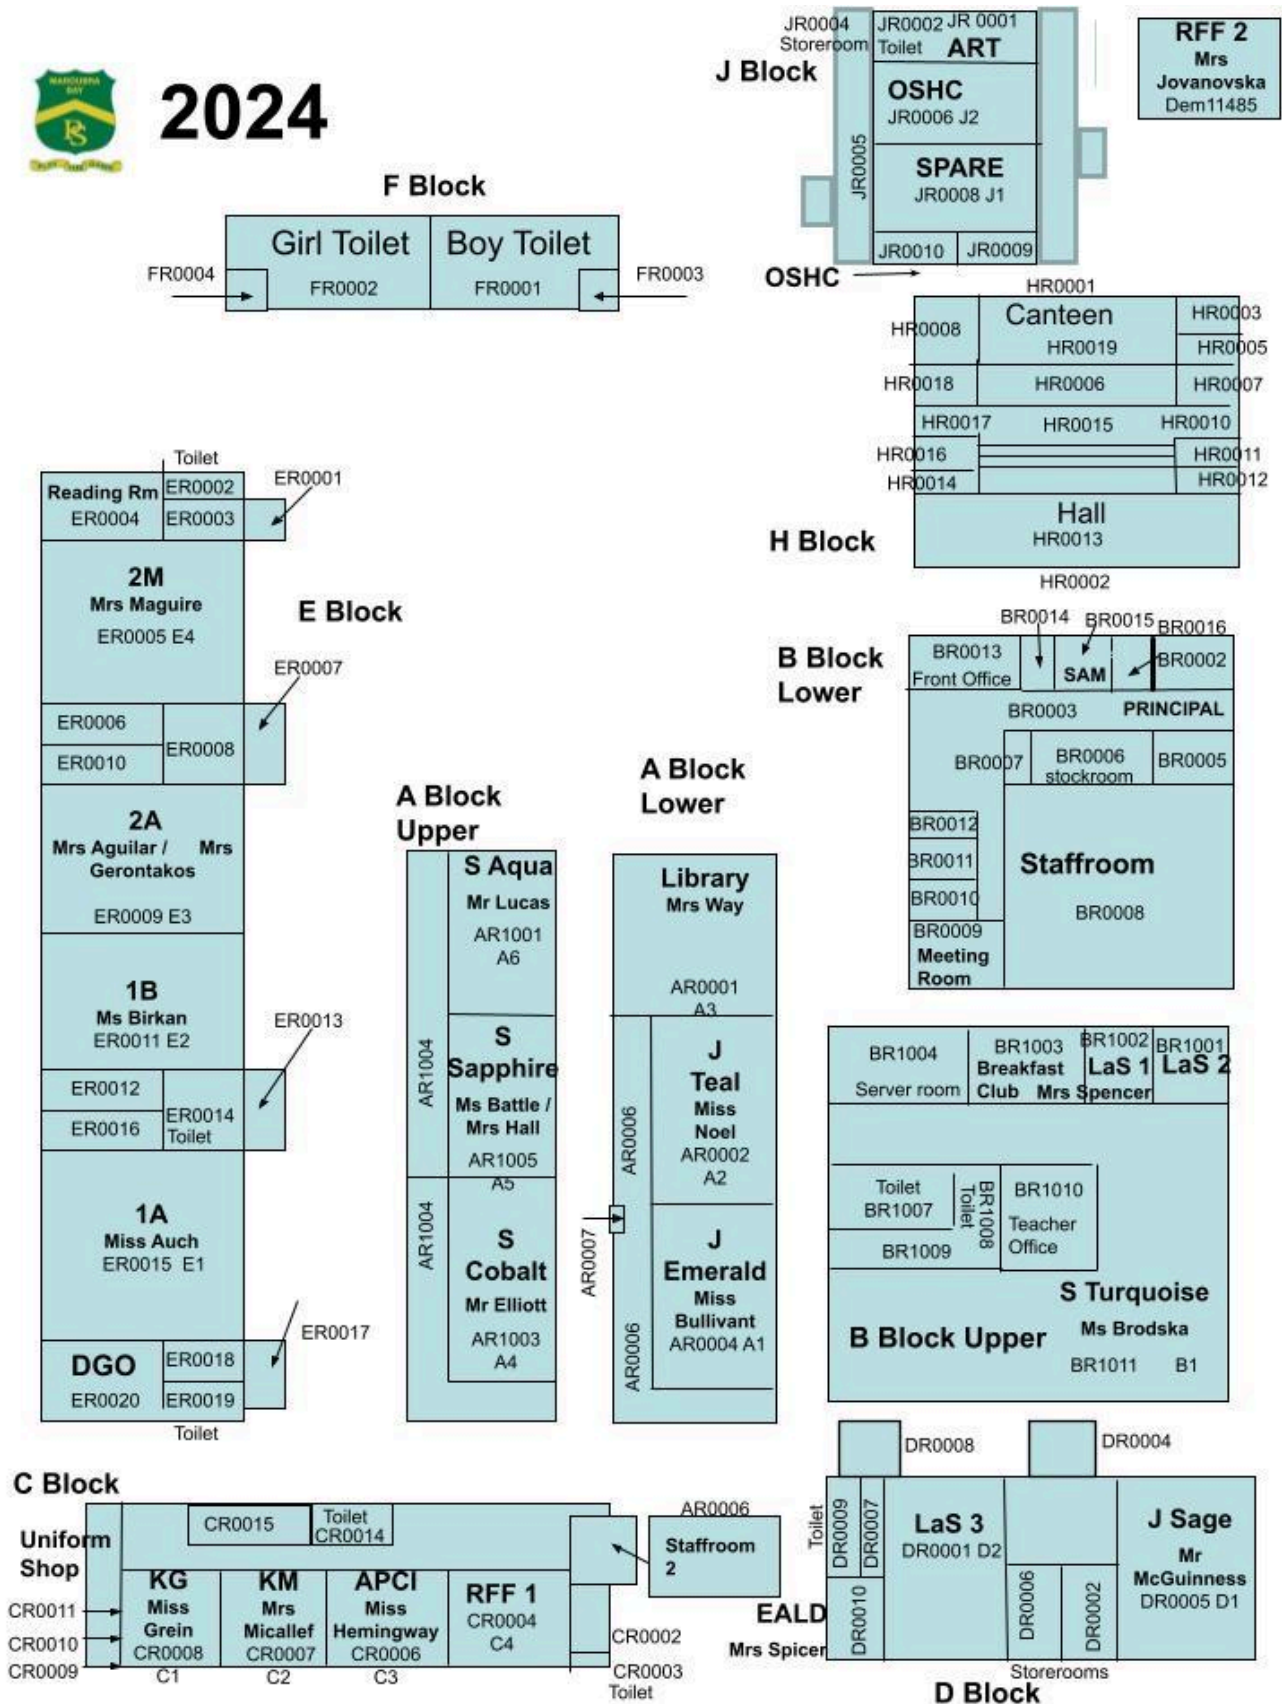 MAROUBRA
BAY
PS
2024
J Block
JR0004
Storeroom
JR0002
Toilet
JR 0001
ART
OSHC
JR0006 J2
JR0005
SPARE
JR0008 J1
JR0010
JR0009
OSHC
RFF 2
Mrs
Jovanovska
Dem11485
F Block
Girl Toilet
FR0002
Boy Toilet
FR0001
FR0004
FR0003
HR0001
Canteen
HR0019
HR0003
HR0008
HR0005
HR0018
HR0006
HR0007
HR0017
HR0015
HR0010
HR0016
HR0011
HR0014
HR0012
Hall
HR0013
H Block
HR0002
Toilet
Reading Rm
ER0004
ER0002
ER0003
ER0001
2M
Mrs Maguire
ER0005 E4
E Block
ER0007
ER0006
ER0008
ER0010
2A
Mrs Aguilar / Mrs
Gerontakos
ER0009 E3
1B
Ms Birkan
ER0011 E2
ER0013
ER0012
ER0014
Toilet
ER0016
1A
Miss Auch
ER0015 E1
ER0017
DGO
ER0020
ER0018
ER0019
Toilet
A Block
Upper
S Aqua
Mr Lucas
AR1001
A6
AR1004
S
Sapphire
Ms Battle /
Mrs Hall
AR1005
A5
AR1004
S
Cobalt
Mr Elliott
AR1003
A4
A Block
Lower
Library
Mrs Way
AR0001
A3
AR0006
J
Teal
Miss
Noel
AR0002
A2
AR0007
AR0006
J
Emerald
Miss
Bullivant
AR0004 A1
B Block
Lower
BR0014
BR0015
BR0016
BR0013
Front Office
SAM
BR0002
BR0003
PRINCIPAL
BR0007
BR0006
stockroom
BR0005
BR0012
BR0011
BR0010
BR0009
Meeting
Room
Staffroom
BR0008
BR1004
Server room
BR1003
Breakfast
Club
BR1002
LaS 1
Mrs Spencer
BR1001
LaS 2
Toilet
BR1007
BR1008
Toilet
BR1010
Teacher
Office
BR1009
S Turquoise
Ms Brodska
BR1011 B1
B Block Upper
C Block
Uniform
Shop
CR0015
Toilet
CR0014
CR0011
CR0010
CR0009
KG
Miss
Grein
CR0008
C1
KM
Mrs
Micallef
CR0007
C2
APCI
Miss
Hemingway
CR0006
C3
RFF 1
CR0004
C4
CR0002
CR0003
Toilet
AR0006
Staffroom
2
DR0008
DR0004
Toilet
DR0009
DR0007
DR0010
EALD
Mrs Spicer
LaS 3
DR0001 D2
DR0006
DR0002
Storerooms
J Sage
Mr
McGuinness
DR0005 D1
D Block